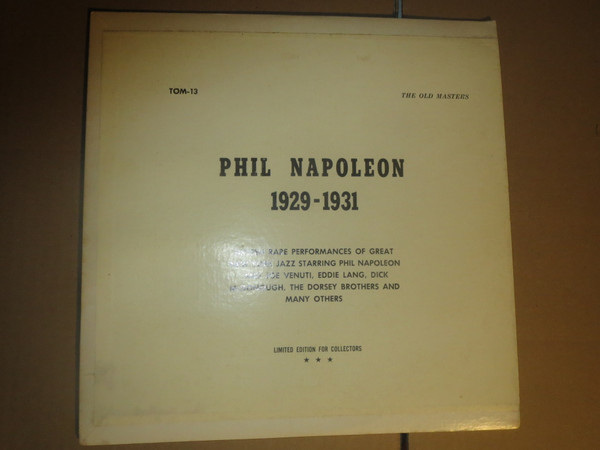 TOM-13
THE OLD MASTERS
PHIL NAPOLEON
1929-1931
RARE PERFORMANCES OF GREAT
JAZZ STARRING PHIL NAPOLEON
VENUTI, EDDIE LANG, DICK
THE DORSEY BROTHERS AND
MANY OTHERS
LIMITED EDITION FOR COLLECTORS
★ ★ ★